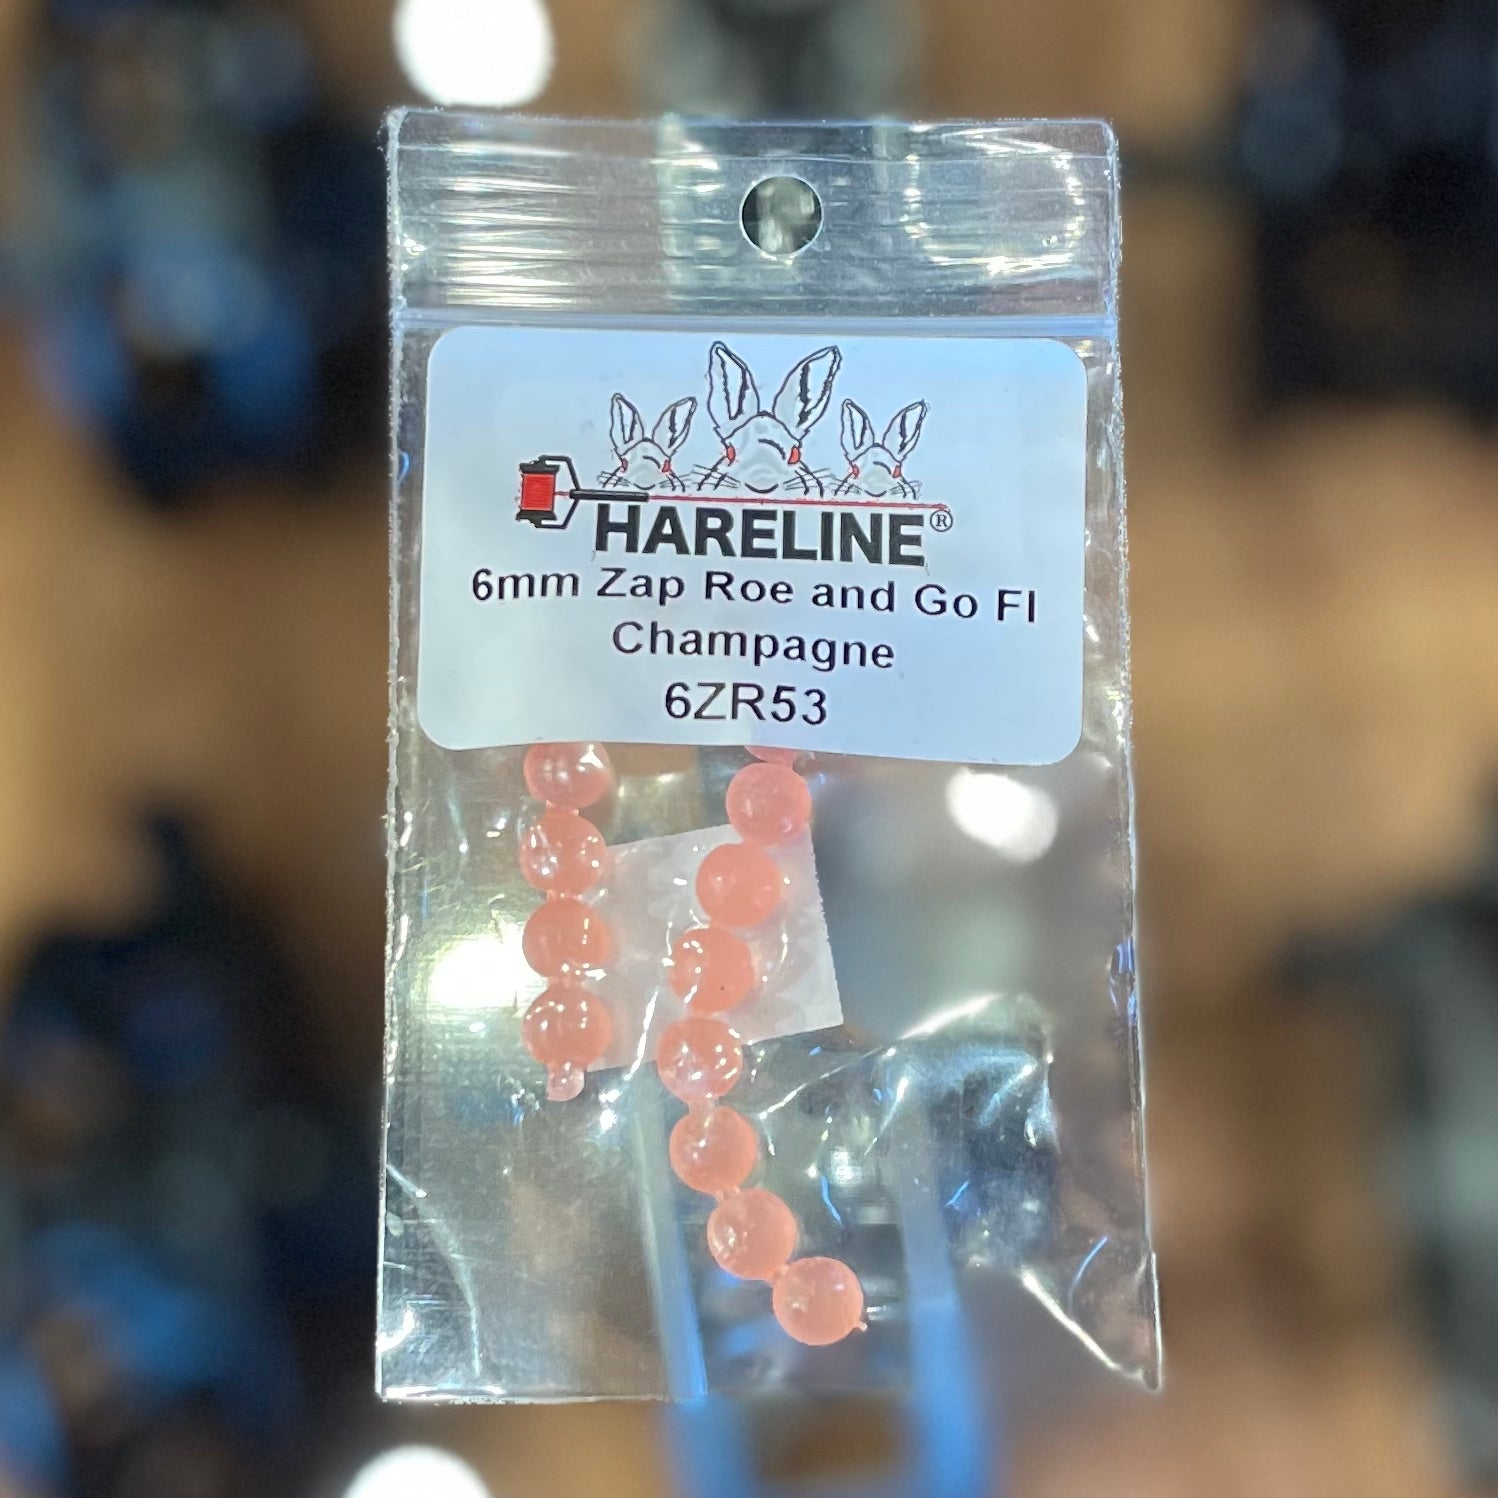 HARELINE®
6mm Zap Roe and Go Fl
Champagne
6ZR53